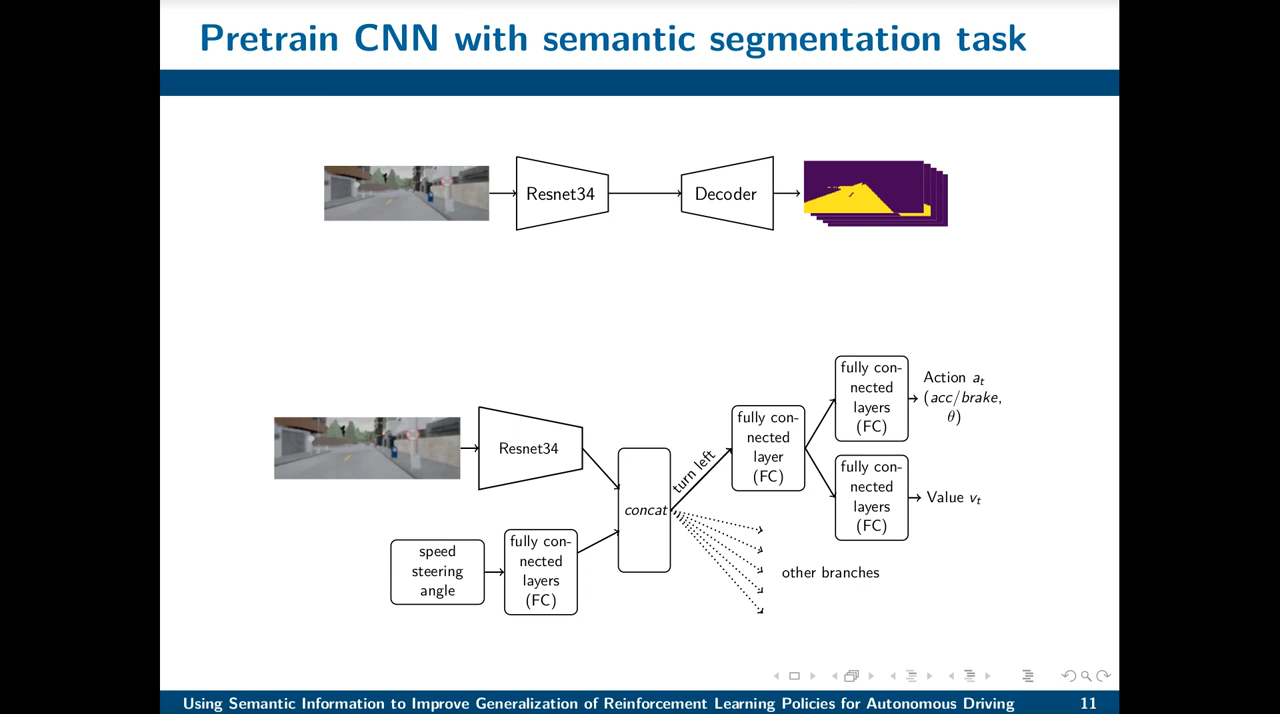 Pretrain CNN with semantic segmentation task
Resnet34
Decoder
Resnet34
speed
steering
angle
fully con-
nected
layers
(FC)
concat
turn left
fully con-
nected
layer
(FC)
fully con-
nected
layers
(FC)
Action a_t
(acc/brake,
θ)
fully con-
nected
layers
(FC)
Value v_t
other branches
Using Semantic Information to Improve Generalization of Reinforcement Learning Policies for Autonomous Driving 11